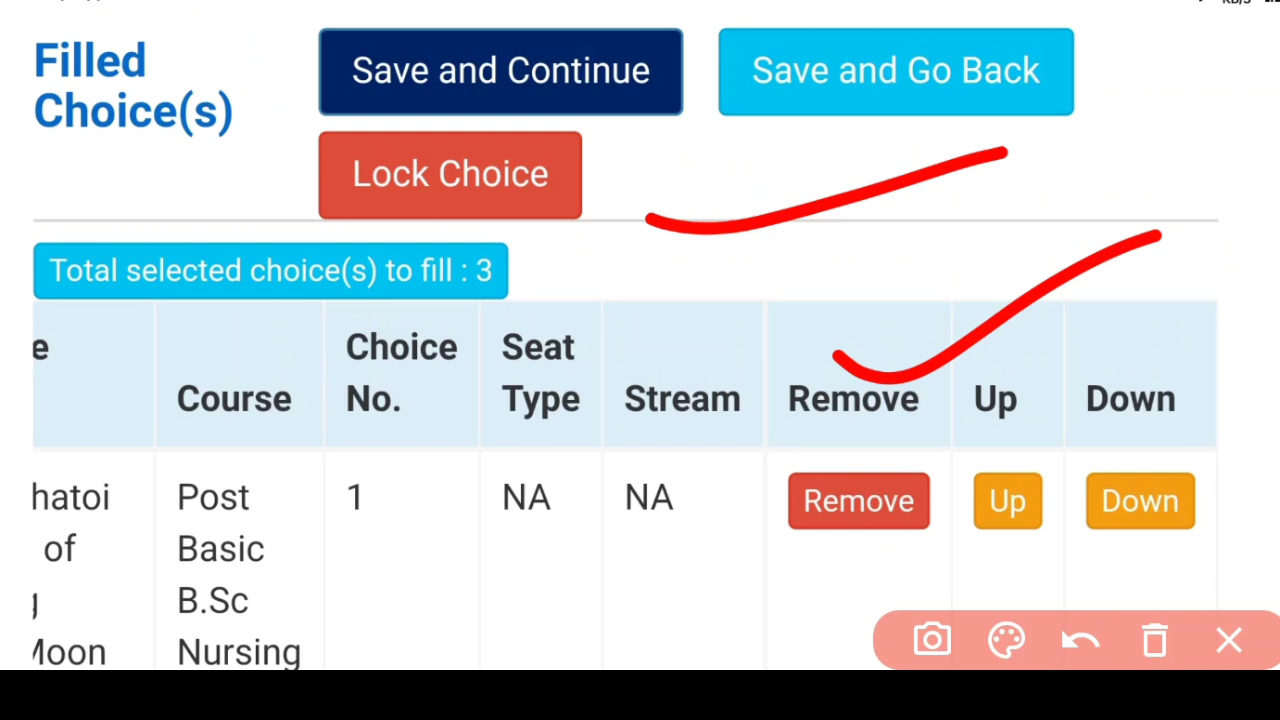 Filled
Choice(s)
Save and Continue
Save and Go Back
Lock Choice
Total selected choice(s) to fill : 3
e
Course
Choice
No.
Seat
Type
Stream
Remove
Up
Down
hatoi
of
Post
Basic
B.Sc
Nursing
1
NA
NA
Remove
Up
Down